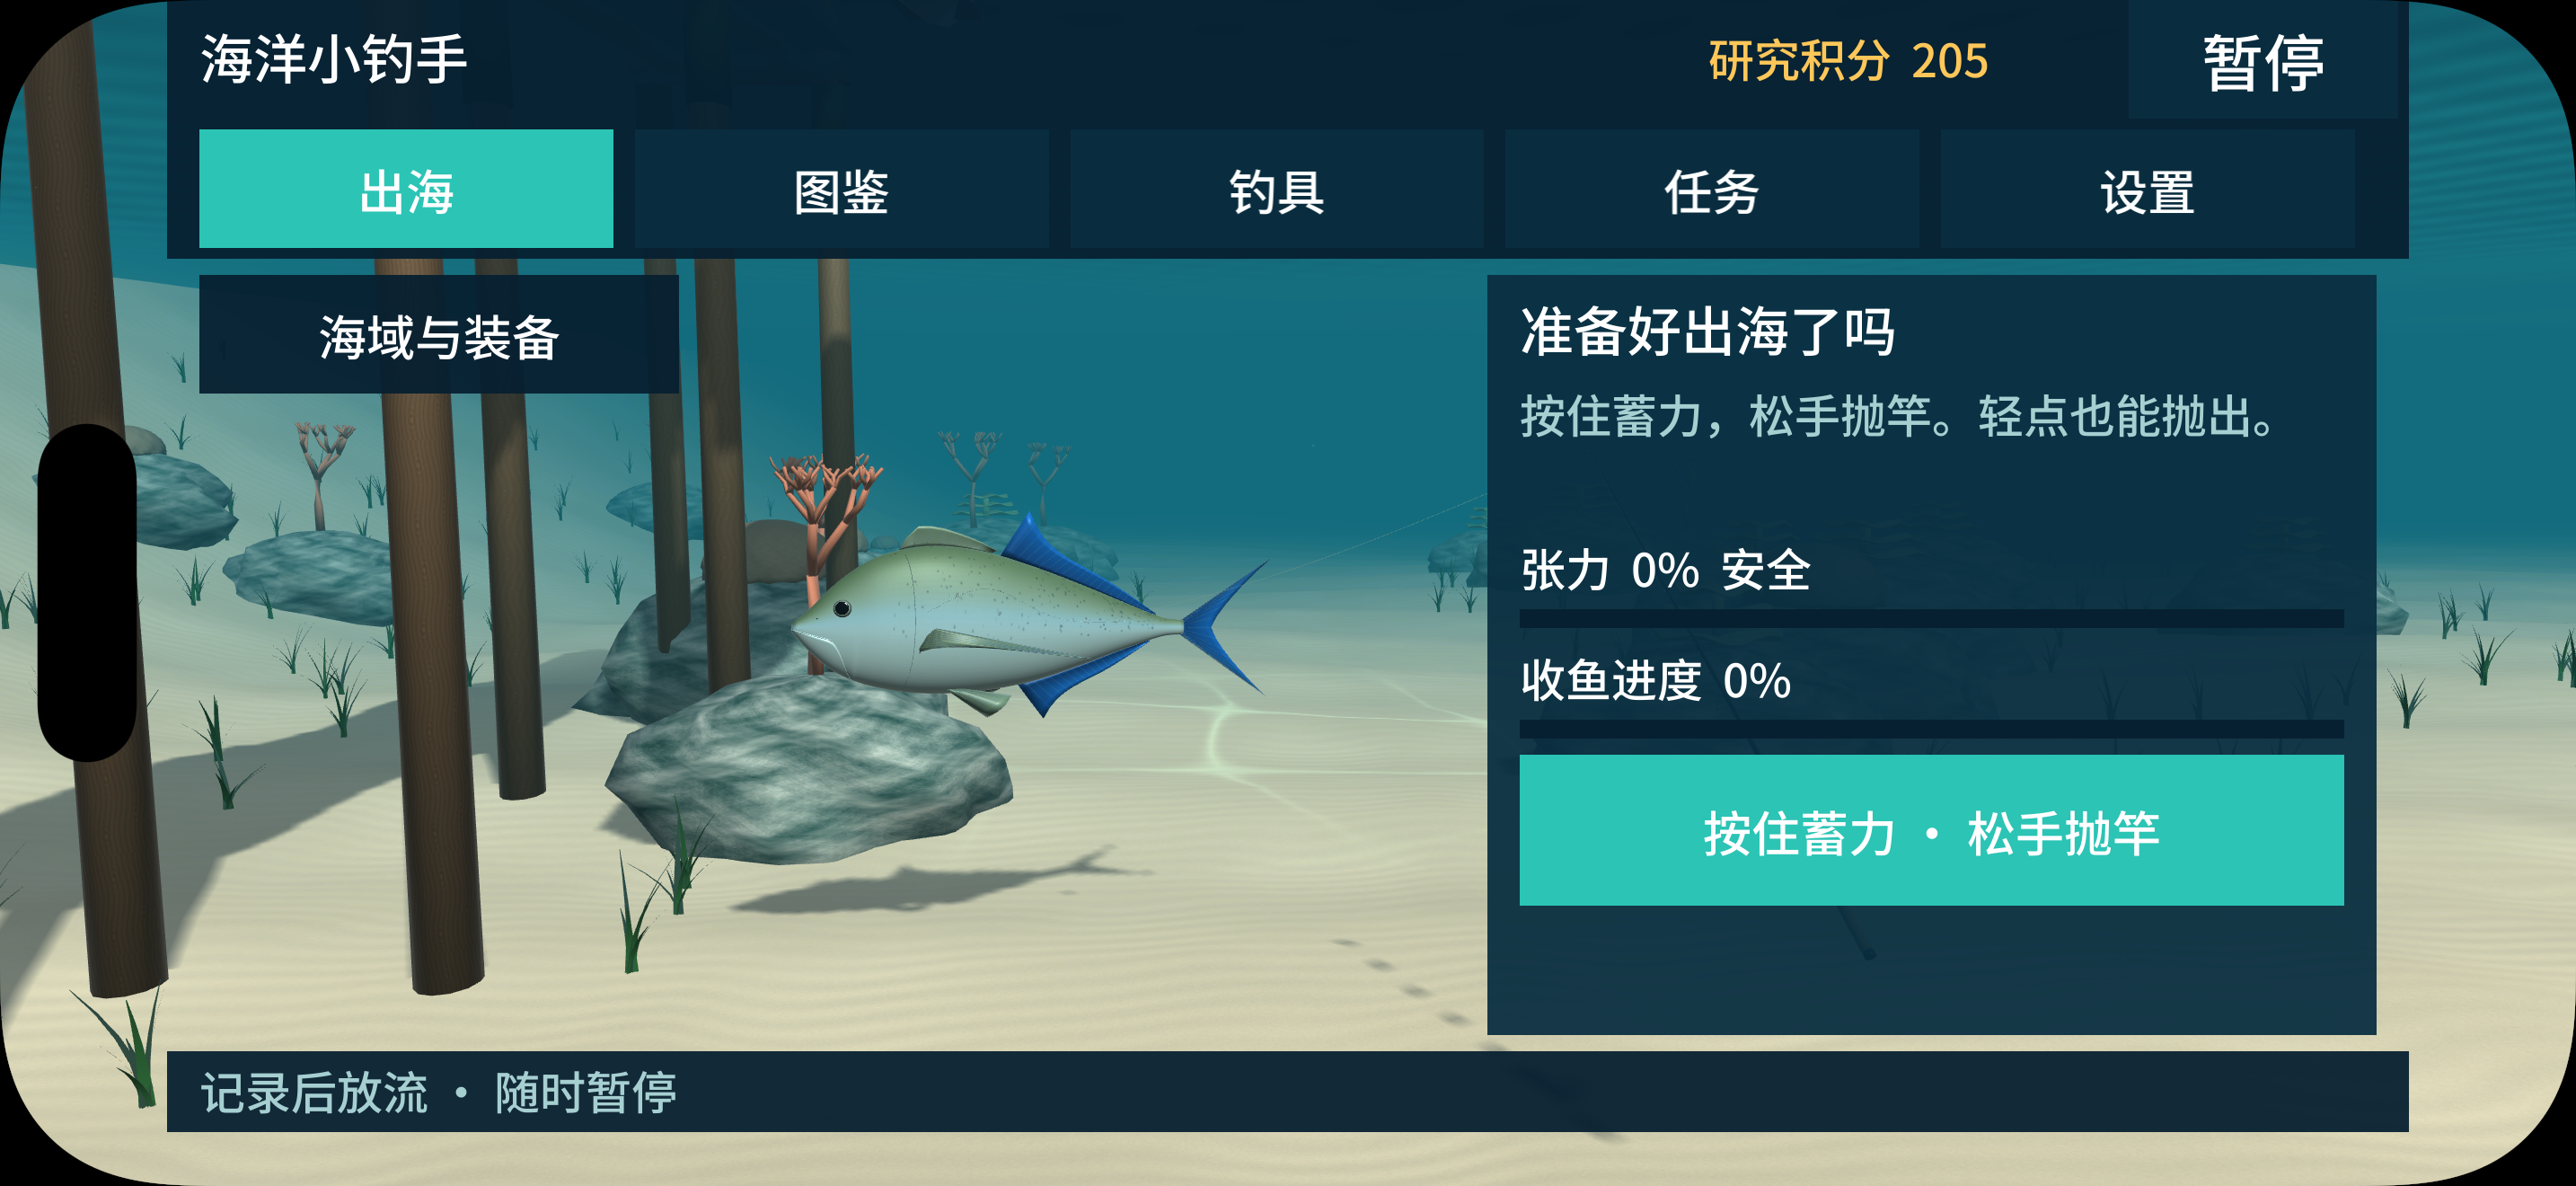 海洋小钓手
研究积分 205
暂停
出海
图鉴
钓具
任务
设置
海域与装备
准备好出海了吗
按住蓄力，松手抛竿。轻点也能抛出。
张力 0% 安全
收鱼进度 0%
按住蓄力 · 松手抛竿
记录后放流 · 随时暂停